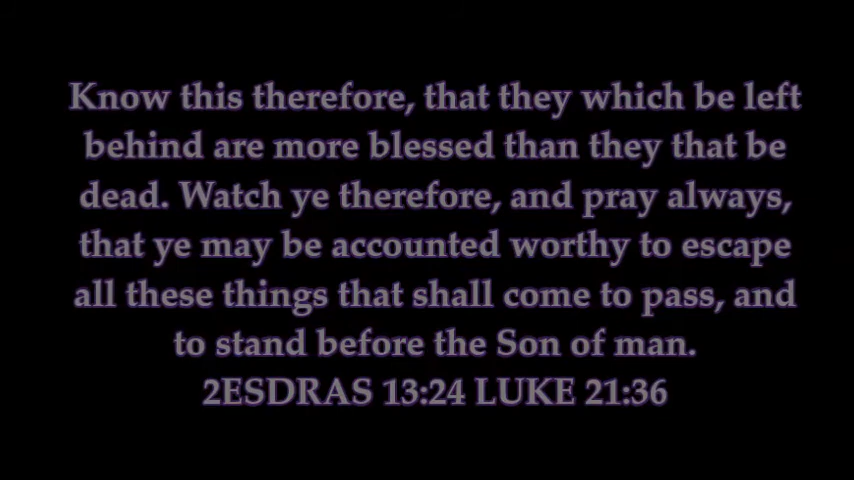 Know this therefore, that they which be left
behind are more blessed than they that be
dead. Watch ye therefore, and pray always,
that ye may be accounted worthy to escape
all these things that shall come to pass, and
to stand before the Son of man.
2ESDRAS 13:24 LUKE 21:36